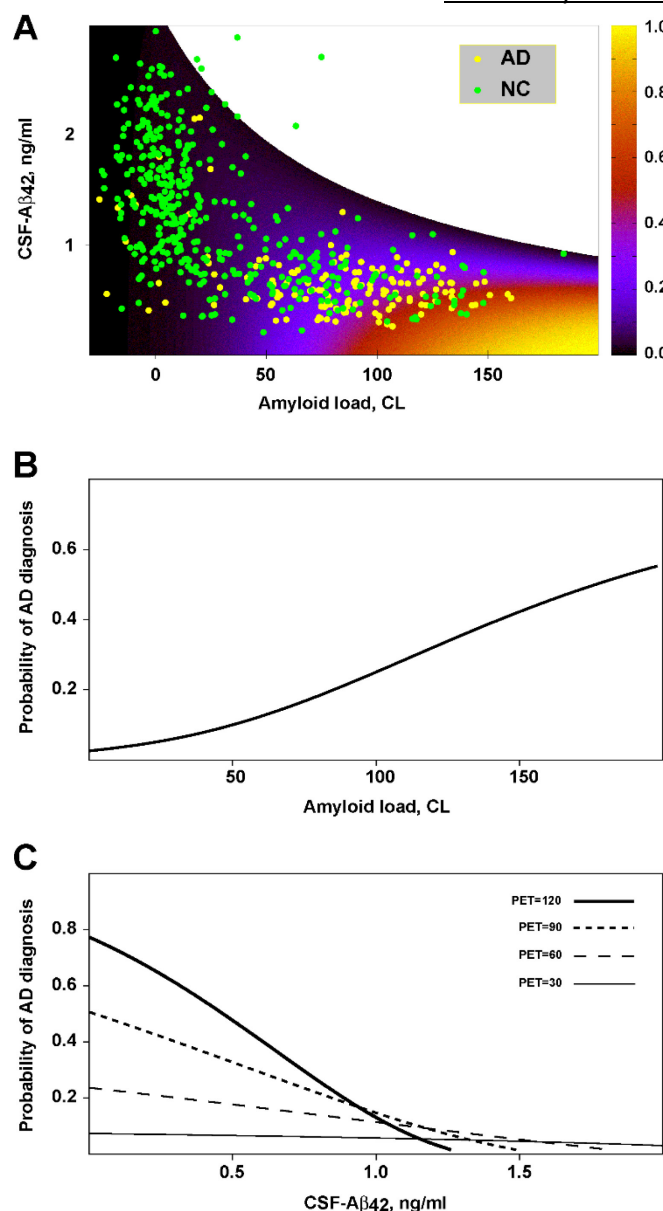 A
AD
NC
1.0
0.8
0.6
0.4
0.2
0.0
2
1
CSF-Aβ42, ng/ml
0 50 100 150
Amyloid load, CL
B
Probability of AD diagnosis
0.6
0.4
0.2
50 100 150
Amyloid load, CL
C
Probability of AD diagnosis
0.8
0.6
0.4
0.2
PET=120
PET=90
PET=60
PET=30
0.5 1.0 1.5
CSF-Aβ42, ng/ml